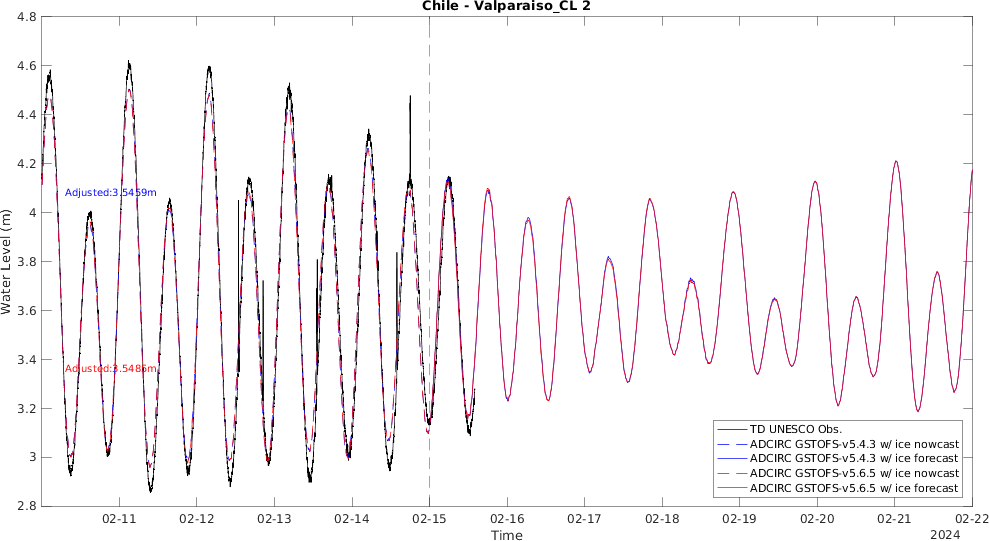 Chile - Valparaiso_CL 2
4.8
4.6
4.4
4.2
4
3.8
3.6
3.4
3.2
3
2.8
Water Level (m)
Adjusted:3.5459m
Adjusted:3.5485m
TD UNESCO Obs.
ADCIRC GSTOFS-v5.4.3 w/ ice nowcast
ADCIRC GSTOFS-v5.4.3 w/ ice forecast
ADCIRC GSTOFS-v5.6.5 w/ ice nowcast
ADCIRC GSTOFS-v5.6.5 w/ ice forecast
02-11 02-12 02-13 02-14 02-15 02-16 02-17 02-18 02-19 02-20 02-21 02-22
Time
2024